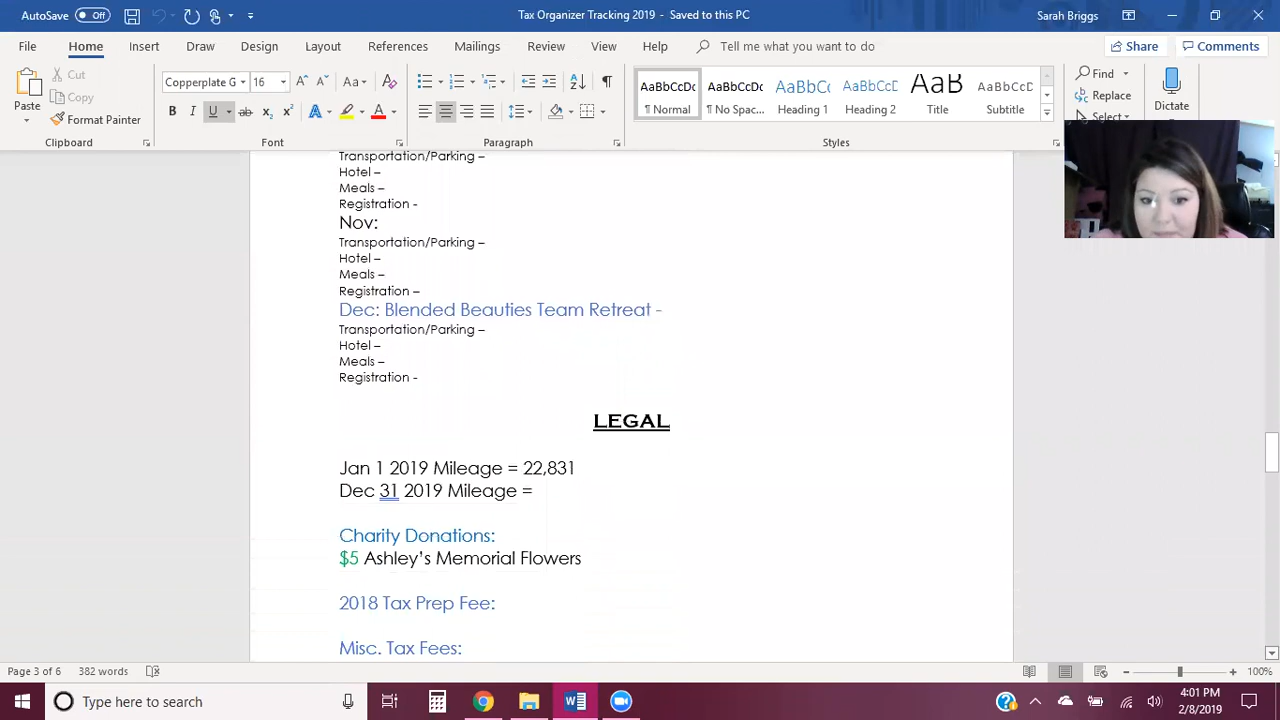 AutoSave Off Tax Organizer Tracking 2019 - Saved to this PC Sarah Briggs
File Home Insert Draw Design Layout References Mailings Review View Help Tell me what you want to do Share Comments
Paste
Cut
Copy
Format Painter
Clipboard
Copperplate G 16
Font
Paragraph
AaBbCcDc
¶ Normal
AaBbCcDc
¶ No Spac...
AaBbCc
Heading 1
AaBbCcD
Heading 2
AaB
Title
AaBbCcD
Subtitle
Styles
Find
Replace
Select
Dictate
Transportation/Parking –
Hotel –
Meals –
Registration -
Nov:
Transportation/Parking –
Hotel –
Meals –
Registration –
Dec: Blended Beauties Team Retreat -
Transportation/Parking –
Hotel –
Meals –
Registration -
LEGAL
Jan 1 2019 Mileage = 22,831
Dec 31 2019 Mileage =
Charity Donations:
$5 Ashley's Memorial Flowers
2018 Tax Prep Fee:
Misc. Tax Fees:
Page 3 of 6 382 words 100%
Type here to search
4:01 PM
2/8/2019